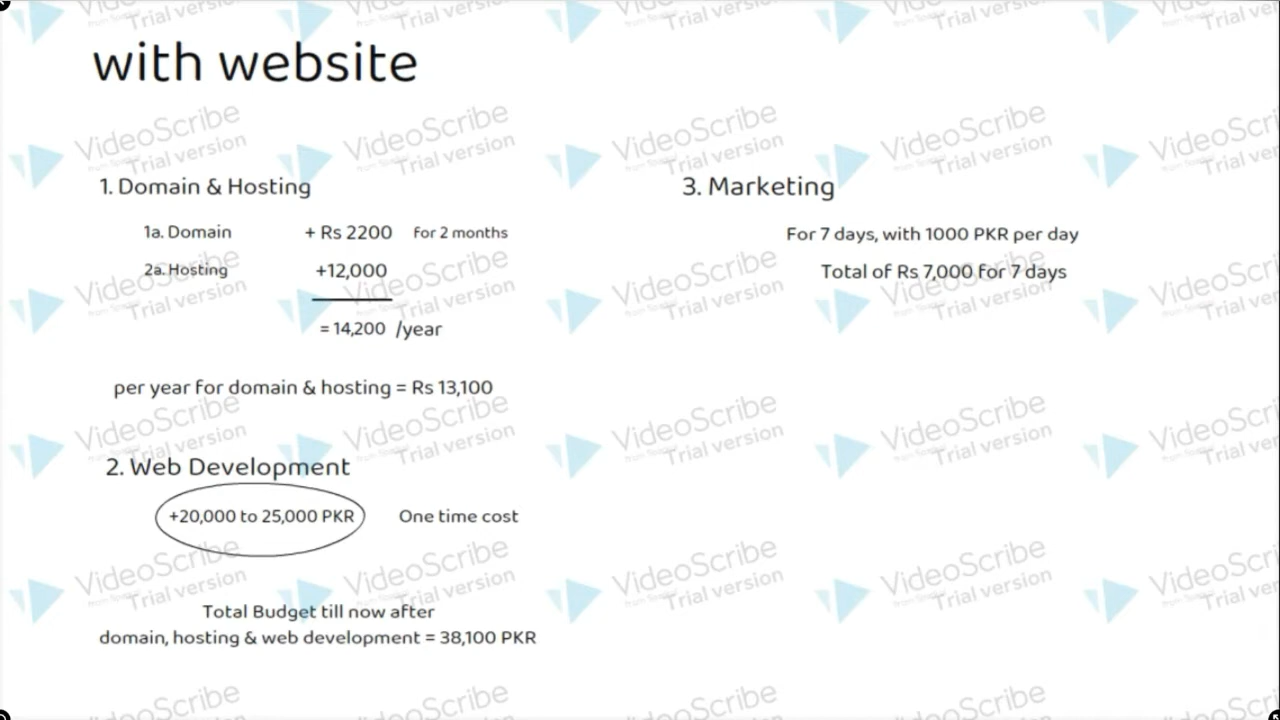 with website
1. Domain & Hosting
1a. Domain + Rs 2200 for 2 months
2a. Hosting +12,000
= 14,200 /year
per year for domain & hosting = Rs 13,100
2. Web Development
+20,000 to 25,000 PKR One time cost
Total Budget till now after
domain, hosting & web development = 38,100 PKR
3. Marketing
For 7 days, with 1000 PKR per day
Total of Rs 7,000 for 7 days
VideoScribe
Trial version